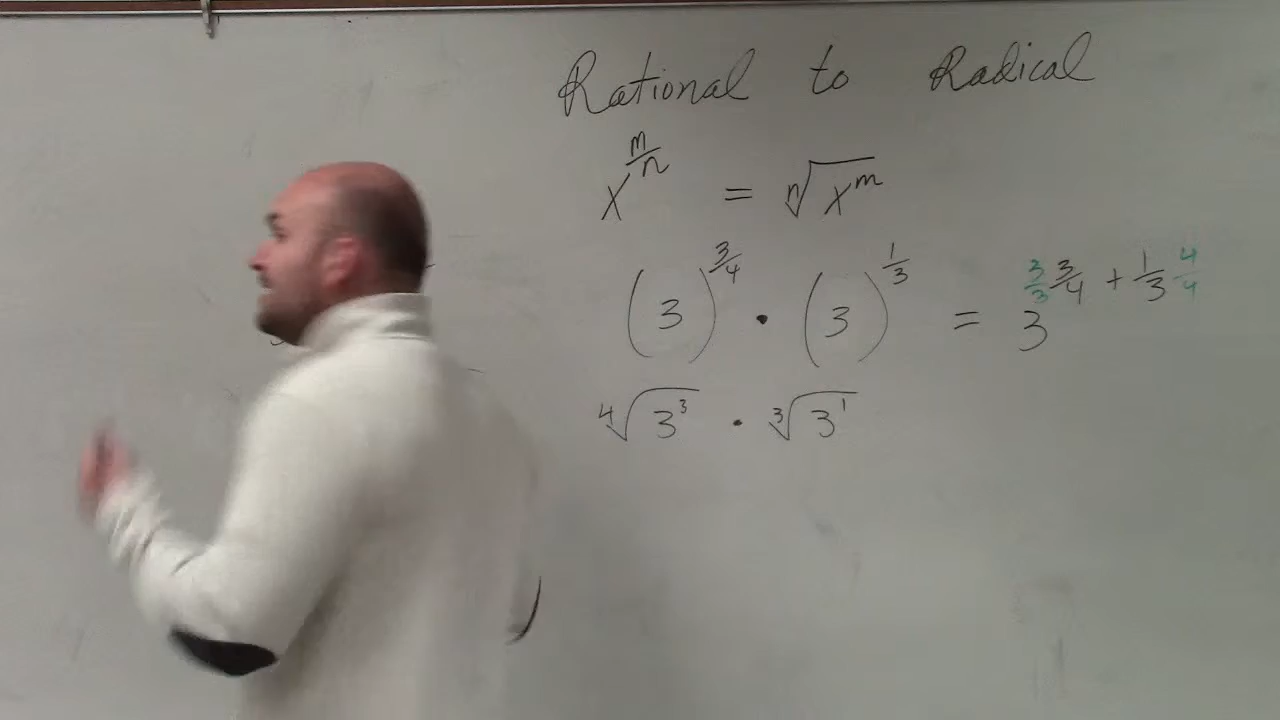 Rational to Radical
x^(m/n) = ⁿ√(x^m)
(3)^(3/4) · (3)^(1/3) = 3^(3/3 3/4 + 1/3 4/4)
⁴√(3³) · ³√(3¹)